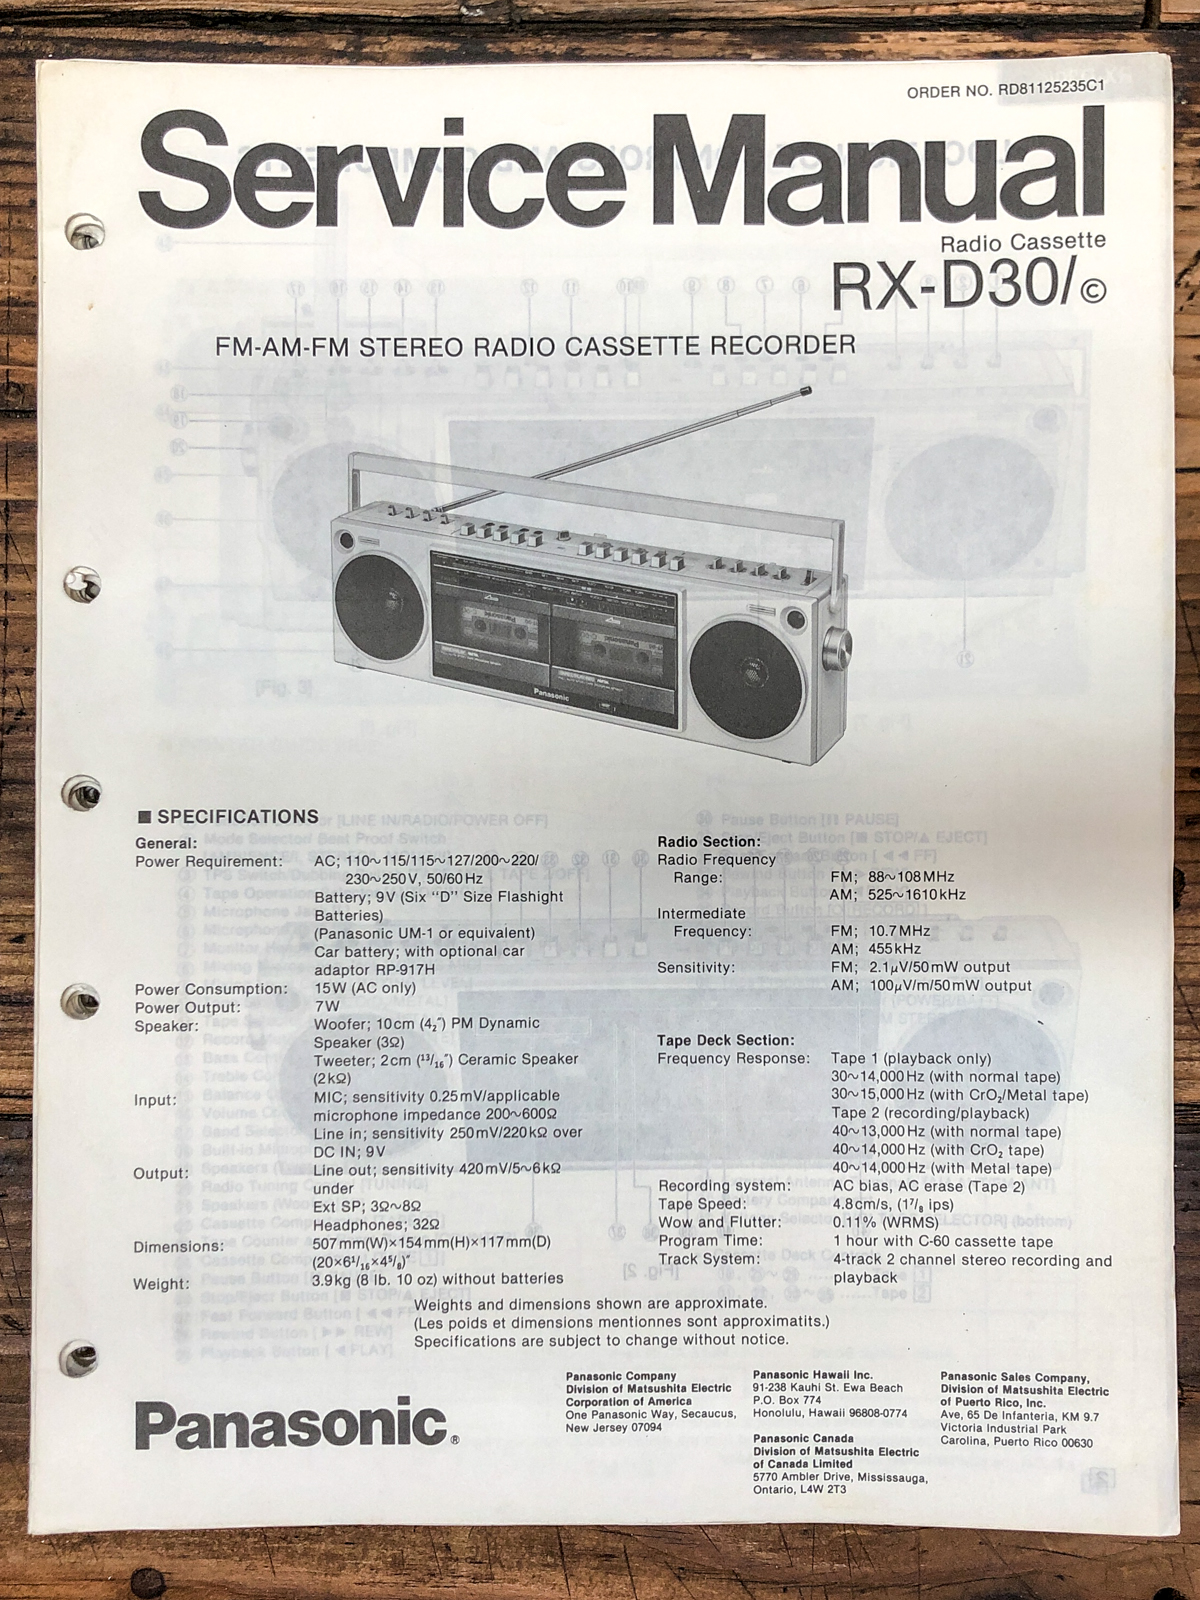 ORDER NO. RD81125235C1
Service Manual
Radio Cassette
RX-D30/©
FM-AM-FM STEREO RADIO CASSETTE RECORDER
Panasonic
Panasonic
Panasonic
■ SPECIFICATIONS
General:
Power Requirement: AC; 110~115/115~127/200~220/
230~250V, 50/60Hz
Battery; 9V (Six "D" Size Flashight
Batteries)
(Panasonic UM-1 or equivalent)
Car battery; with optional car
adaptor RP-917H
Power Consumption: 15W (AC only)
Power Output: 7W
Speaker: Woofer; 10cm (4₂″) PM Dynamic
Speaker (3Ω)
Tweeter; 2cm (¹³/₁₆″) Ceramic Speaker
(2kΩ)
Input: MIC; sensitivity 0.25mV/applicable
microphone impedance 200~600Ω
Line in; sensitivity 250mV/220kΩ over
DC IN; 9V
Output: Line out; sensitivity 420mV/5~6kΩ
under
Ext SP; 3Ω~8Ω
Headphones; 32Ω
Dimensions: 507mm(W)×154mm(H)×117mm(D)
(20×6¹/₁₆×4⁵/₈)″
Weight: 3.9kg (8 lb. 10 oz) without batteries
Radio Section:
Radio Frequency
Range: FM; 88~108MHz
AM; 525~1610kHz
Intermediate
Frequency: FM; 10.7MHz
AM; 455kHz
Sensitivity: FM; 2.1μV/50mW output
AM; 100μV/m/50mW output
Tape Deck Section:
Frequency Response: Tape 1 (playback only)
30~14,000Hz (with normal tape)
30~15,000Hz (with CrO₂/Metal tape)
Tape 2 (recording/playback)
40~13,000Hz (with normal tape)
40~14,000Hz (with CrO₂ tape)
40~14,000Hz (with Metal tape)
Recording system: AC bias, AC erase (Tape 2)
Tape Speed: 4.8cm/s, (1⁷/₈ ips)
Wow and Flutter: 0.11% (WRMS)
Program Time: 1 hour with C-60 cassette tape
Track System: 4-track 2 channel stereo recording and
playback
Weights and dimensions shown are approximate.
(Les poids et dimensions mentionnes sont approximatits.)
Specifications are subject to change without notice.
Panasonic®
Panasonic Company
Division of Matsushita Electric
Corporation of America
One Panasonic Way, Secaucus,
New Jersey 07094
Panasonic Hawaii Inc.
91-238 Kauhi St. Ewa Beach
P.O. Box 774
Honolulu, Hawaii 96808-0774
Panasonic Canada
Division of Matsushita Electric
of Canada Limited
5770 Ambler Drive, Mississauga,
Ontario, L4W 2T3
Panasonic Sales Company,
Division of Matsushita Electric
of Puerto Rico, Inc.
Ave, 65 De Infanteria, KM 9.7
Victoria Industrial Park
Carolina, Puerto Rico 00630